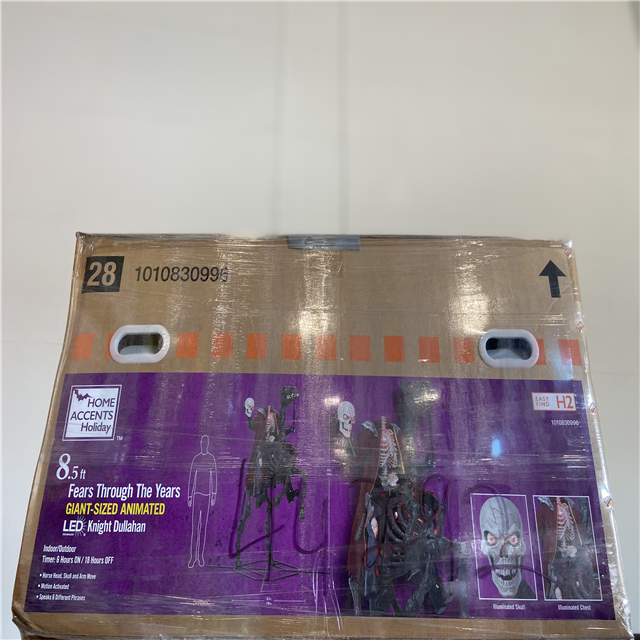 28 1010830996
HOME
ACCENTS
Holiday
TM
EASY
FIND
H2
1010830996
8.5 ft
Fears Through The Years
GIANT-SIZED ANIMATED
LED Knight Dullahan
Indoor/Outdoor
Timer: 6 Hours ON / 18 Hours OFF
• Horse Head, Skull and Arm Move
• Motion Activated
• Speaks 6 Different Phrases
Illuminated Skull
Illuminated Chest